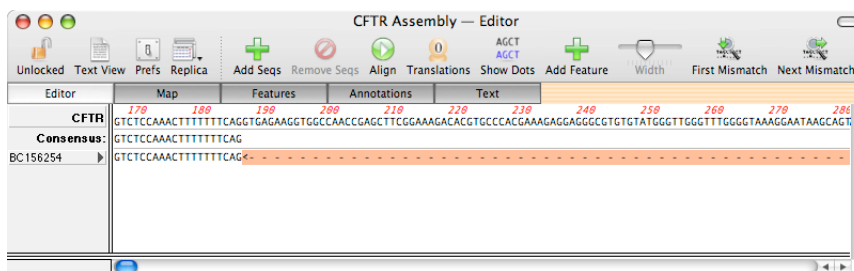 CFTR Assembly — Editor
AGCT
AGCT
Unlocked Text View Prefs Replica Add Seqs Remove Seqs Align Translations Show Dots Add Feature Width First Mismatch Next Mismatch
Editor Map Features Annotations Text
170 180 190 200 210 220 230 240 250 260 270 280
CFTR GTCTCCAAACTTTTTTTCAGGTGAGAAGGTGGCCAACCGAGCTTCGGAAAGACACGTGCCCACGAAAGAGGAGGGCGTGTGTATGGGTTGGGTTTGGGGTAAAGGAATAAGCAGT
Consensus: GTCTCCAAACTTTTTTTCAG
BC156254 GTCTCCAAACTTTTTTTCAG<- - - - - - - - - - - - - - - - - - - - - - - - - - - - - - - - - - - - - - - - - - - - - -